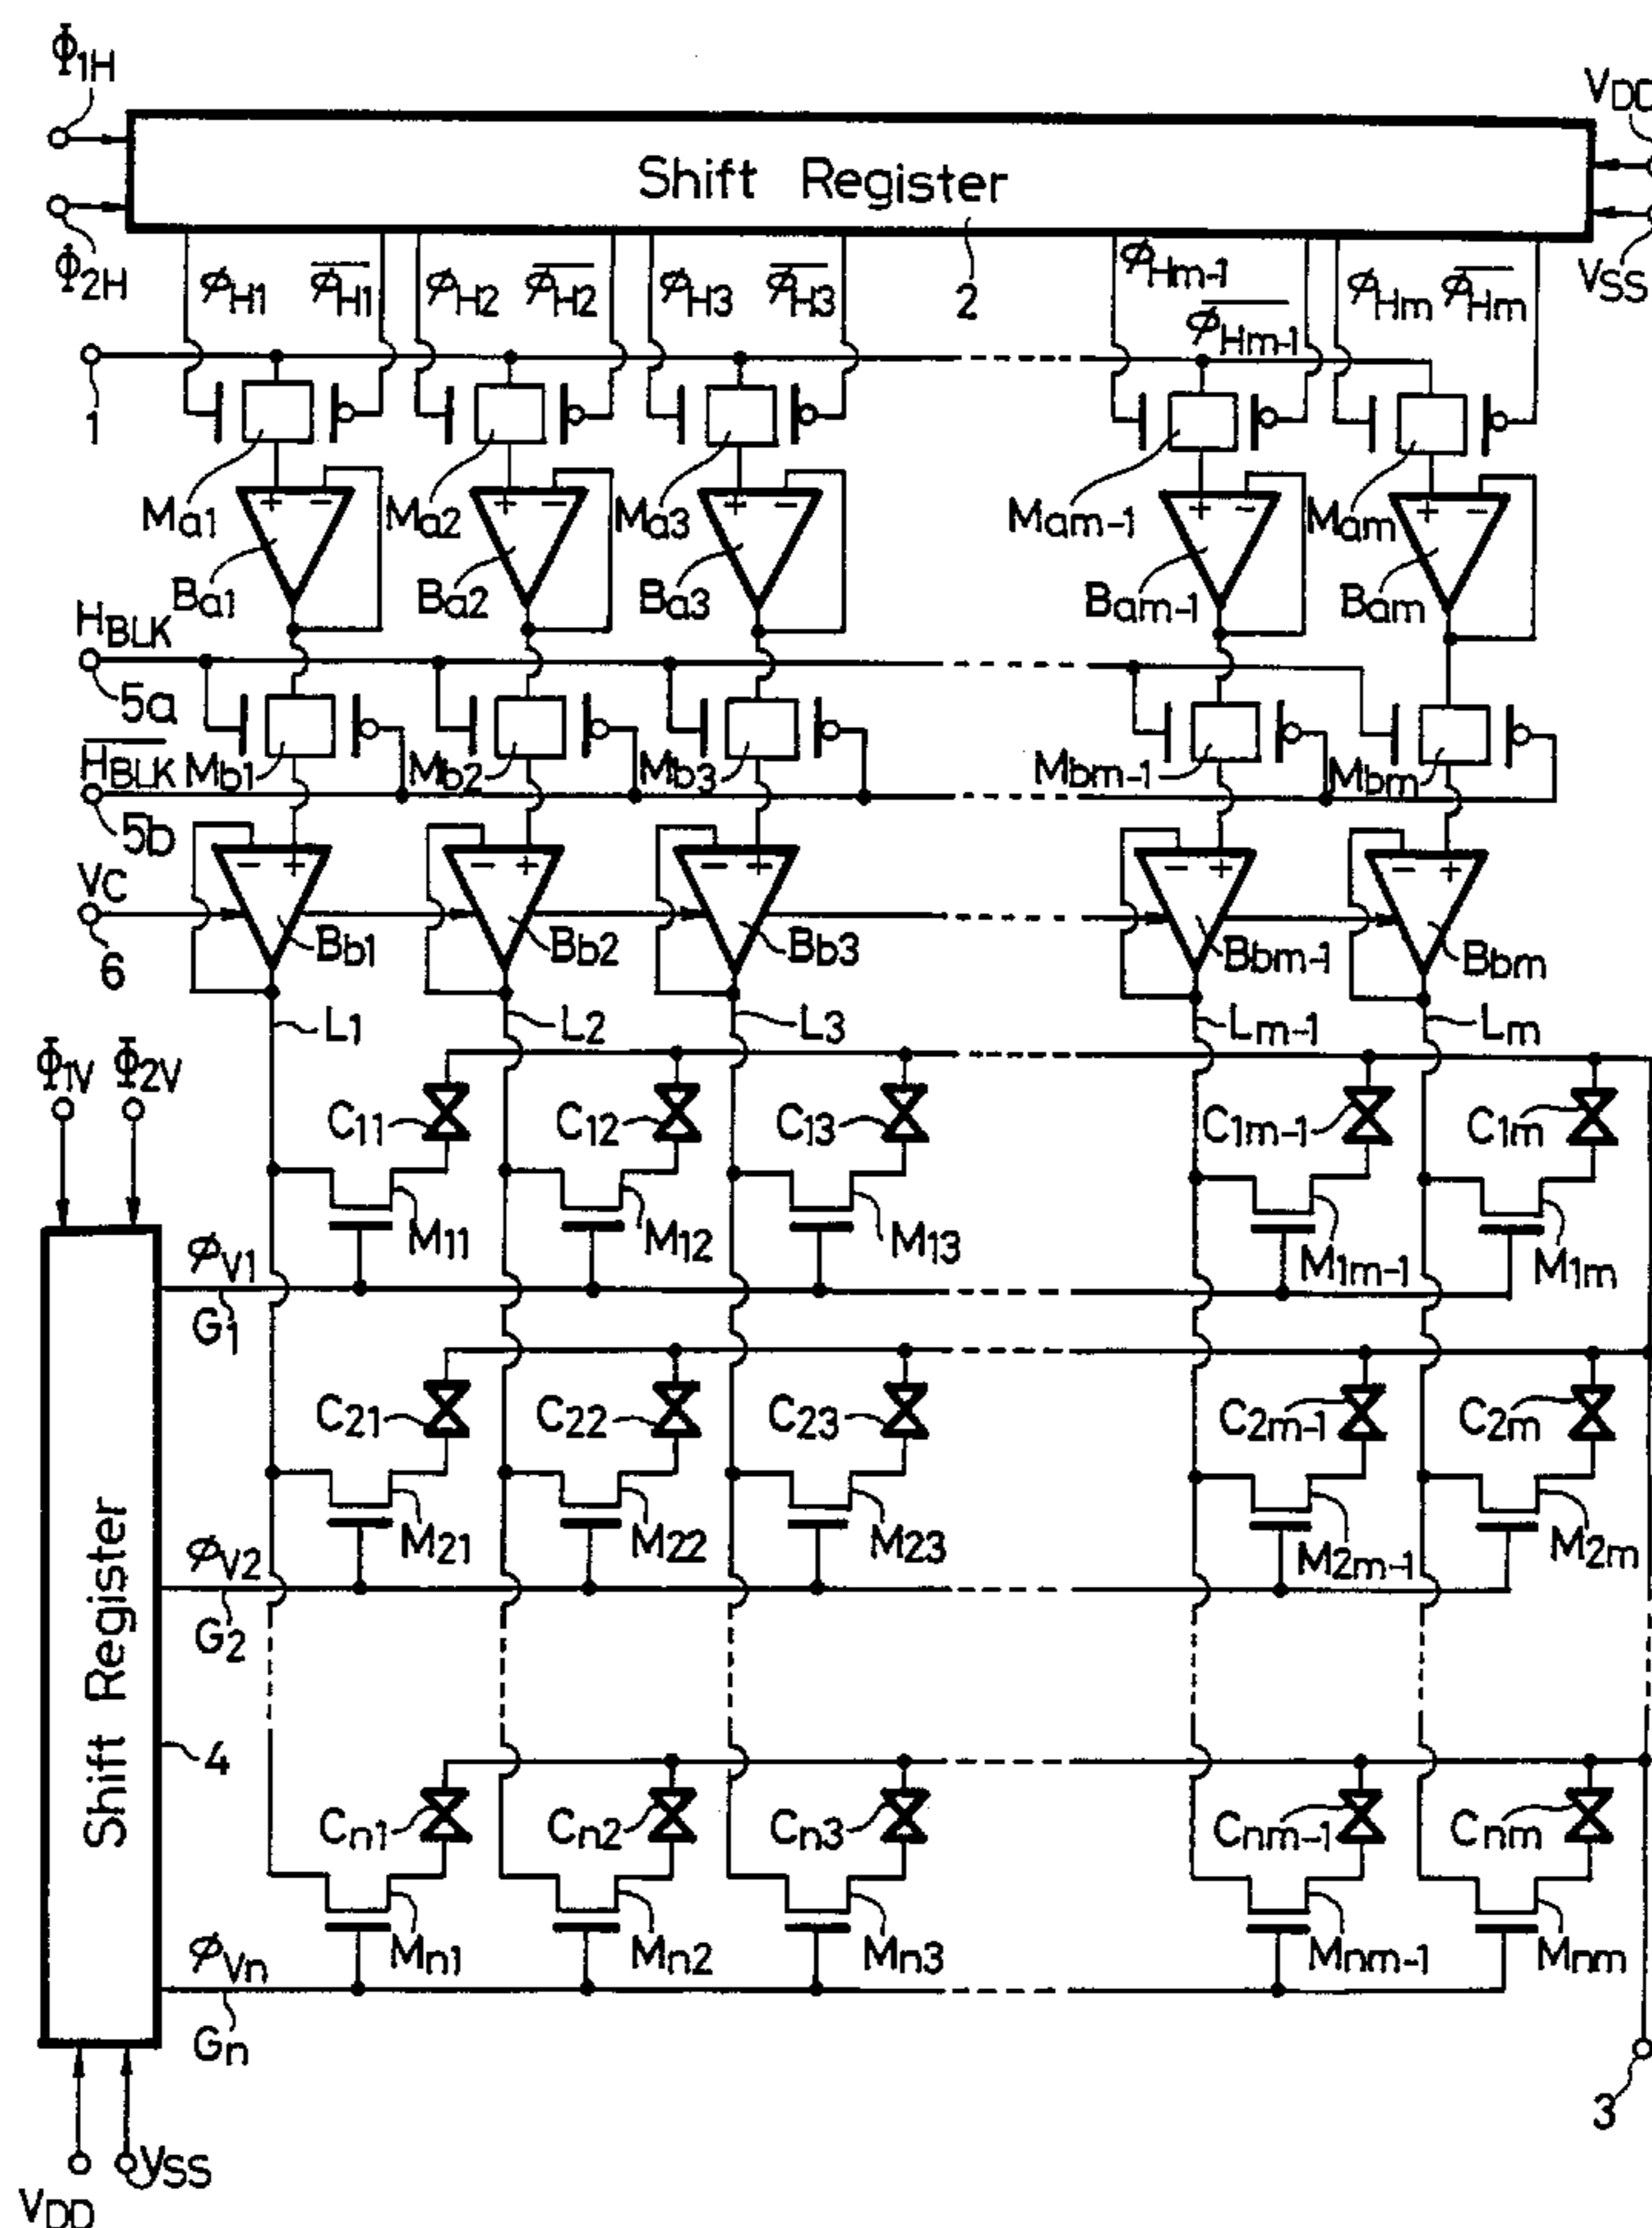 Φ1H
VDD
Shift Register
Φ2H
VSS
φH1 φH1̅ φH2 φH2̅ φH3 φH3̅ 2 φHm-1 φHm-1̅ φHm φHm̅
1
Ma1 Ma2 Ma3 Mam-1 Mam
Ba1 Ba2 Ba3 Bam-1 Bam
HBLK
5a
H̅B̅L̅K̅ Mb1 Mb2 Mb3 Mbm-1 Mbm
5b
VC
6 Bb1 Bb2 Bb3 Bbm-1 Bbm
L1 L2 L3 Lm-1 Lm
Φ1V Φ2V
C11 C12 C13 C1m-1 C1m
M11 M12 M13 M1m-1 M1m
φV1
G1
C21 C22 C23 C2m-1 C2m
M21 M22 M23 M2m-1 M2m
φV2
G2
Shift Register
4
Cn1 Cn2 Cn3 Cnm-1 Cnm
Mn1 Mn2 Mn3 Mnm-1 Mnm
φVn
Gn
3
VSS
VDD
+ - + - + - + - + -
- + - + - + - + - +